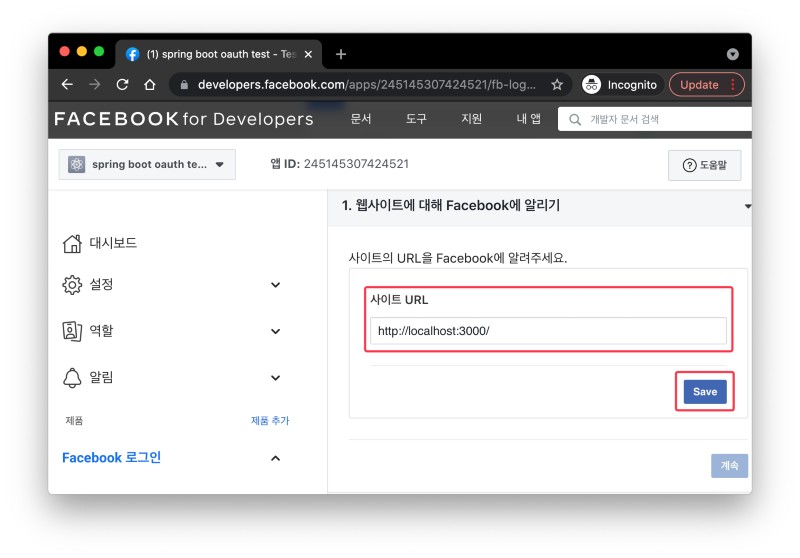 (1) spring boot oauth test - Tes
developers.facebook.com/apps/245145307424521/fb-log...
Incognito
Update
FACEBOOK for Developers
문서
도구
지원
내 앱
개발자 문서 검색
spring boot oauth te...
앱 ID: 245145307424521
도움말
1. 웹사이트에 대해 Facebook에 알리기
대시보드
설정
역할
알림
제품
제품 추가
Facebook 로그인
사이트의 URL을 Facebook에 알려주세요.
사이트 URL
http://localhost:3000/
Save
계속